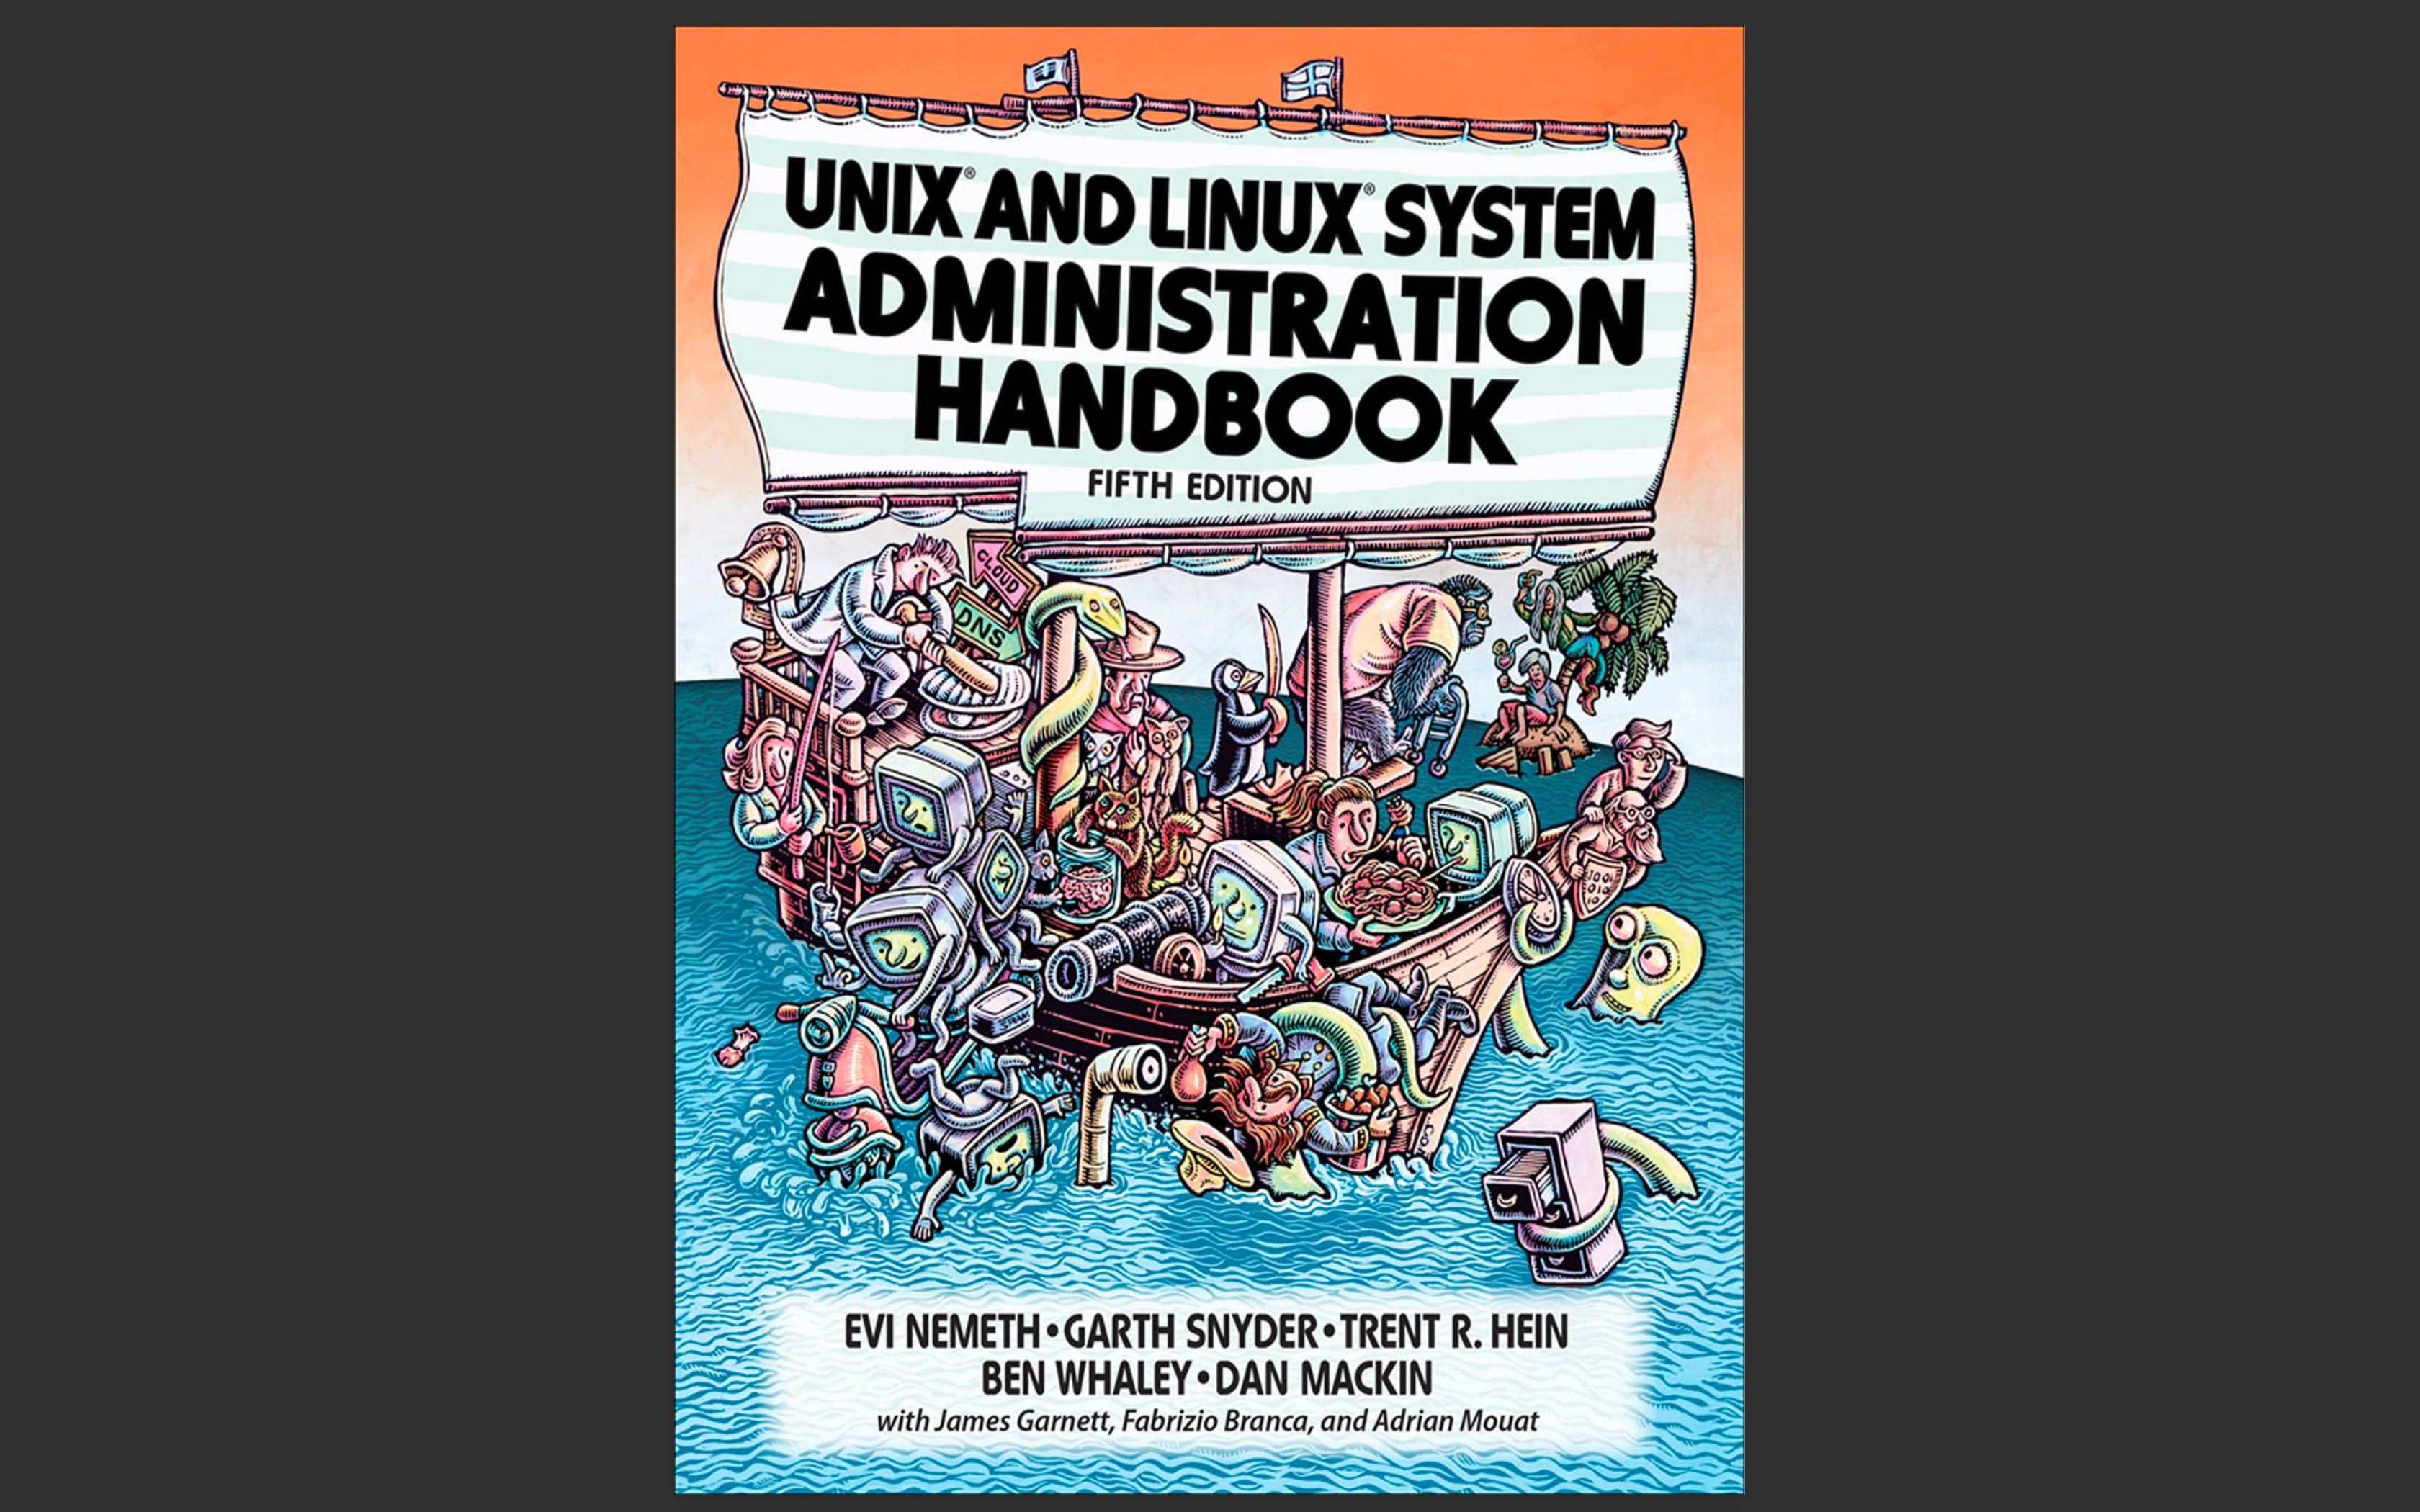 UNIX® AND LINUX® SYSTEM
ADMINISTRATION
HANDBOOK
FIFTH EDITION
CLOUD
DNS
SPAM
EVI NEMETH • GARTH SNYDER • TRENT R. HEIN
BEN WHALEY • DAN MACKIN
with James Garnett, Fabrizio Branca, and Adrian Mouat